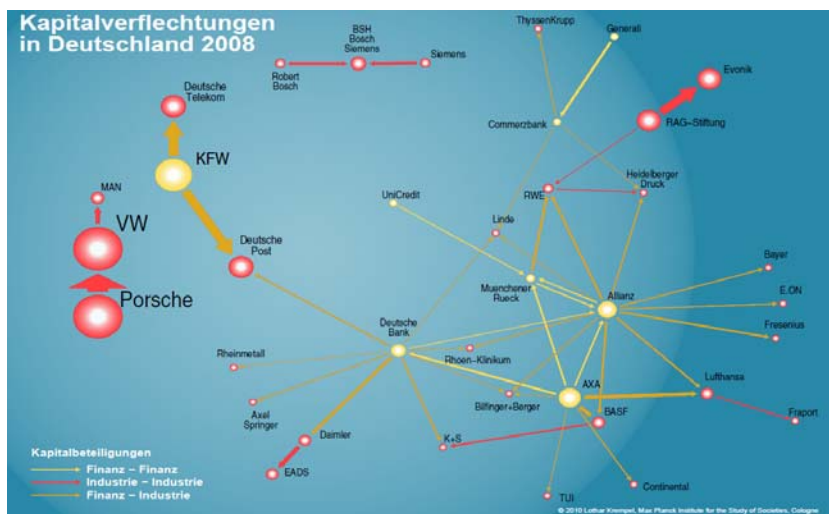 Kapitalverflechtungen
in Deutschland 2008
ThyssenKrupp
Generali
BSH
Bosch
Siemens
Siemens
Robert
Bosch
Evonik
Deutsche
Telekom
Commerzbank
RAG-Stiftung
KFW
MAN
Heidelberger
Druck
RWE
UniCredit
VW
Linde
Deutsche
Post
Bayer
Muenchener
Rueck
Allianz
E.ON
Porsche
Deutsche
Bank
Fresenius
Rheinmetall
Rhoen-Klinikum
AXA
Lufthansa
Axel
Springer
Bilfinger+Berger
BASF
Fraport
Daimler
K+S
Kapitalbeteiligungen
Finanz - Finanz
EADS
Industrie - Industrie
Continental
Finanz - Industrie
TUI
© 2010 Lothar Krempel, Max Planck Institute for the Study of Societies, Cologne